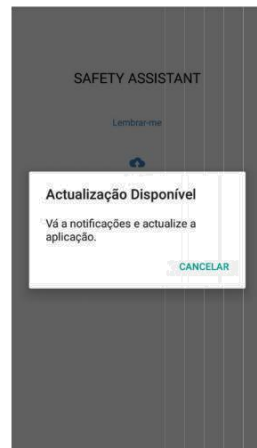 SAFETY ASSISTANT
Lembrar-me
Actualização Disponível
Vá a notificações e actualize a
aplicação.
CANCELAR